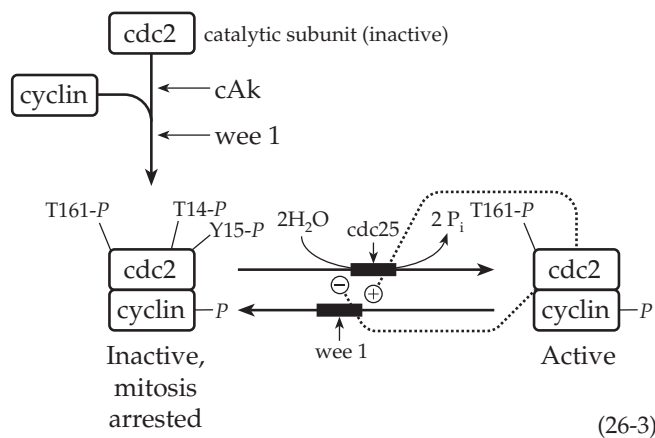 cdc2 catalytic subunit (inactive)
cAk
cyclin
wee 1
T161-P T14-P
Y15-P
2H2O cdc25 2 Pi T161-P
cdc2 cdc2
− +
cyclin -P cyclin -P
wee 1
Inactive, Active
mitosis
arrested
(26-3)